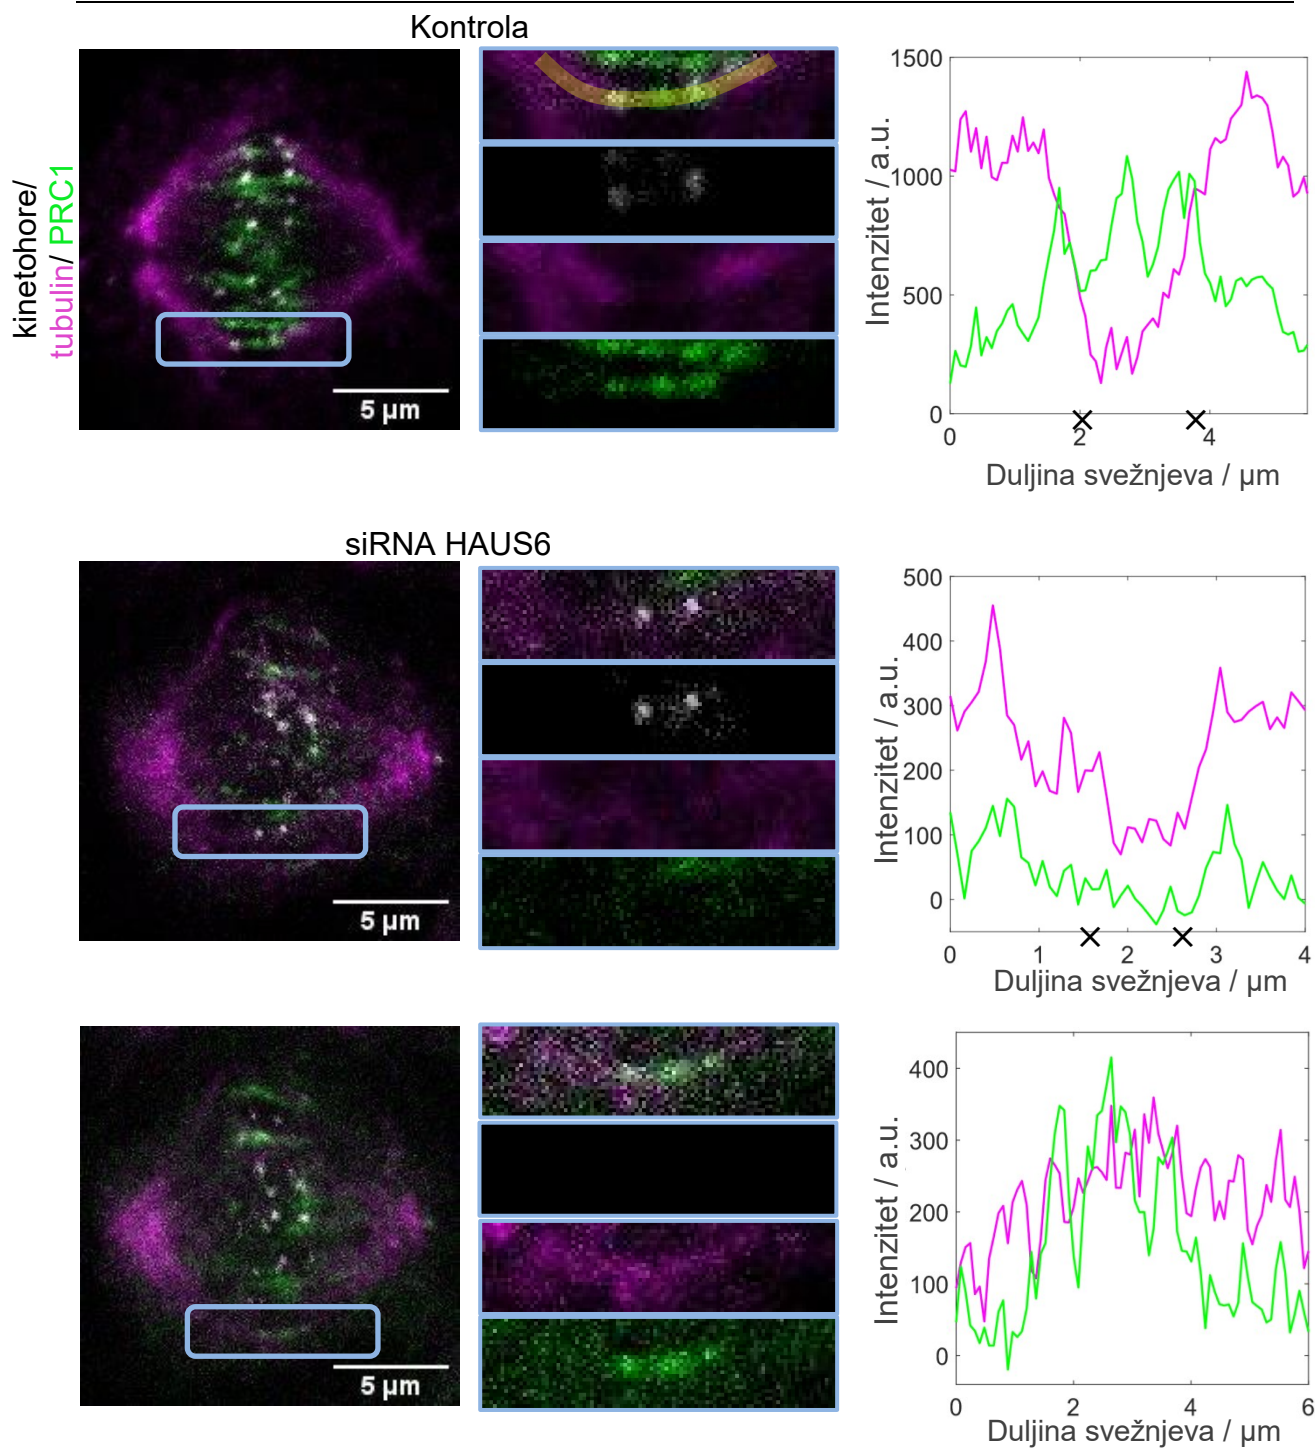 Kontrola
kinetohore/
tubulin/ PRC1
5 µm
1500
1000
500
0
0
2
4
Intenzitet / a.u.
Duljina svežnjeva / µm
siRNA HAUS6
5 µm
500
400
300
200
100
0
0
1
2
3
4
Intenzitet / a.u.
Duljina svežnjeva / µm
5 µm
400
300
200
100
0
0
2
4
6
Intenzitet / a.u.
Duljina svežnjeva / µm